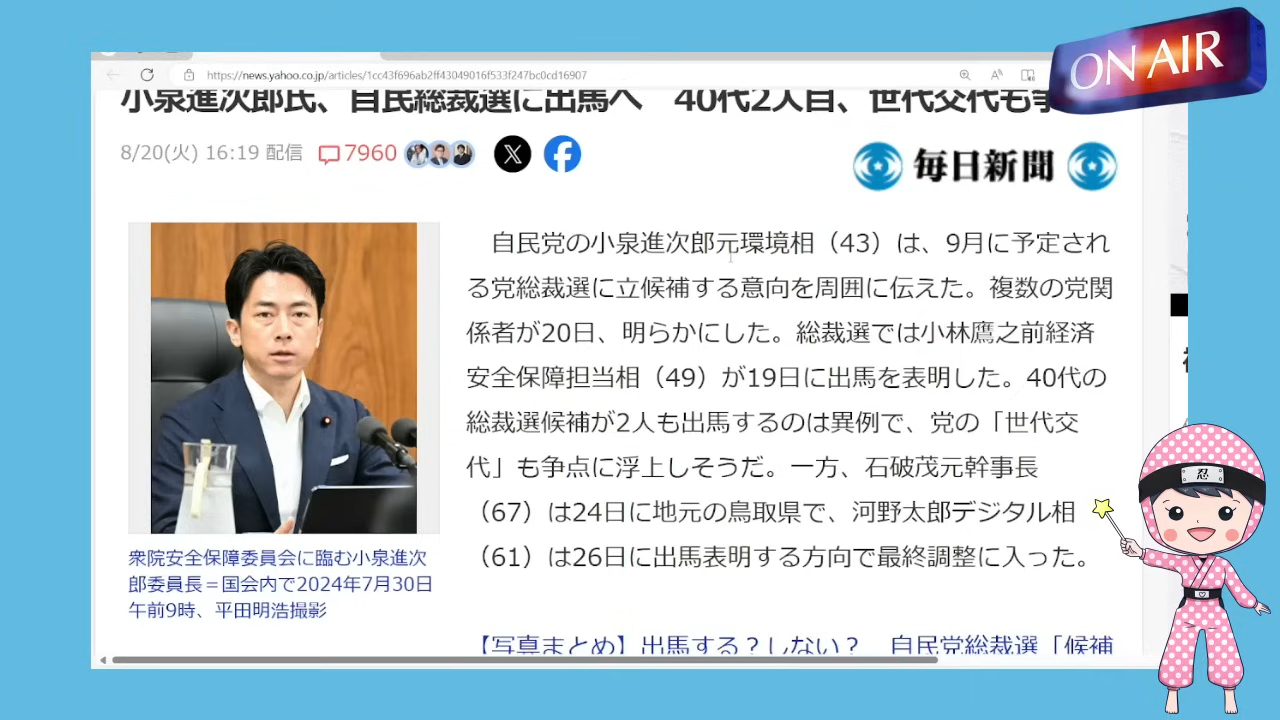 ON AIR
https://news.yahoo.co.jp/articles/1cc43f696ab2ff43049016f533f247bc0cd16907
小泉進次郎氏、自民総裁選に出馬へ 40代2人目、世代交代も
8/20(火) 16:19 配信
7960
毎日新聞
自民党の小泉進次郎元環境相（43）は、9月に予定され
る党総裁選に立候補する意向を周囲に伝えた。複数の党関
係者が20日、明らかにした。総裁選では小林鷹之前経済
安全保障担当相（49）が19日に出馬を表明した。40代の
総裁選候補が2人も出馬するのは異例で、党の「世代交
代」も争点に浮上しそうだ。一方、石破茂元幹事長
（67）は24日に地元の鳥取県で、河野太郎デジタル相
（61）は26日に出馬表明する方向で最終調整に入った。
衆院安全保障委員会に臨む小泉進次
郎委員長＝国会内で2024年7月30日
午前9時、平田明浩撮影
【写真まとめ】出馬する？しない？ 自民党総裁選「候補
忍